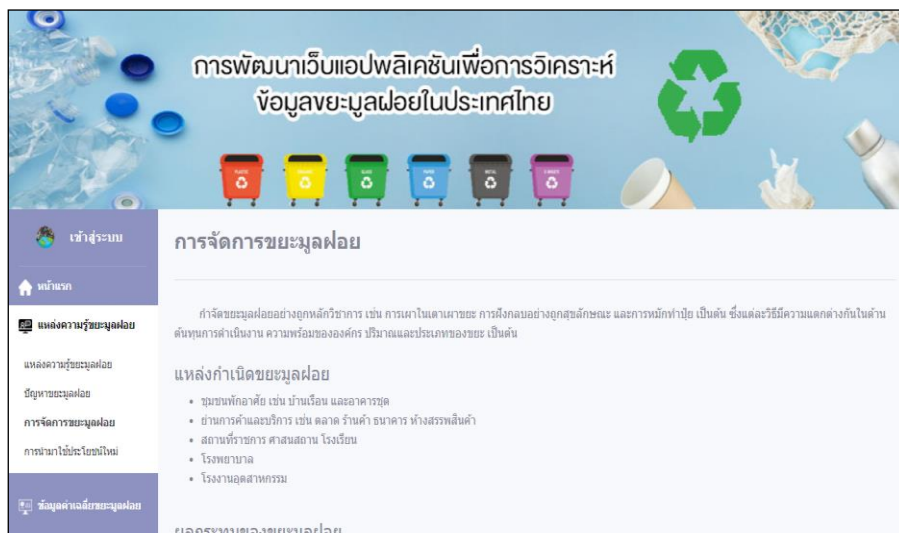 การพัฒนาเว็บแอปพลิเคชันเพื่อการวิเคราะห์
ข้อมูลขยะมูลฝอยในประเทศไทย
PLASTIC
ORGANIC
GLASS
PAPER
METAL
E-WASTE
เข้าสู่ระบบ
หน้าแรก
แหล่งความรู้ขยะมูลฝอย
แหล่งความรู้ขยะมูลฝอย
ปัญหาขยะมูลฝอย
การจัดการขยะมูลฝอย
การนำมาใช้ประโยชน์ใหม่
ข้อมูลค่าเฉลี่ยขยะมูลฝอย
การจัดการขยะมูลฝอย
กำจัดขยะมูลฝอยอย่างถูกหลักวิชาการ เช่น การเผาในเตาเผาขยะ การฝังกลบอย่างถูกสุขลักษณะ และการหมักทำปุ๋ย เป็นต้น ซึ่งแต่ละวิธีมีความแตกต่างกันในด้าน
ต้นทุนการดำเนินงาน ความพร้อมขององค์กร ปริมาณและประเภทของขยะ เป็นต้น
แหล่งกำเนิดขยะมูลฝอย
• ชุมชนพักอาศัย เช่น บ้านเรือน และอาคารชุด
• ย่านการค้าและบริการ เช่น ตลาด ร้านค้า ธนาคาร ห้างสรรพสินค้า
• สถานที่ราชการ ศาสนสถาน โรงเรียน
• โรงพยาบาล
• โรงงานอุตสาหกรรม
ผลกระทบของขยะมูลฝอย